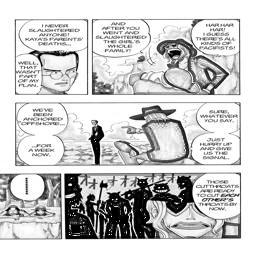 I NEVER
SLAUGHTERED
ANYONE!
KAYA'S PARENTS'
DEATHS...
WELL,
THAT
WASN'T
PART OF
MY PLAN.
AND
AFTER YOU
WENT AND
SLAUGHTERED
THE GIRL'S
WHOLE
FAMILY!
HAR HAR
HAR!
I GUESS
THERE'S ALL
KINDS OF
PACIFISTS!
WE'VE
BEEN
ANCHORED
OFFSHORE...
...FOR A
WEEK
NOW.
SURE,
WHATEVER
YOU SAY.
JUST
HURRY UP
AND GIVE
US THE
SIGNAL.
THOSE
CUTTHROATS
ARE READY
TO CUT EACH
OTHER'S
THROATS BY
NOW.